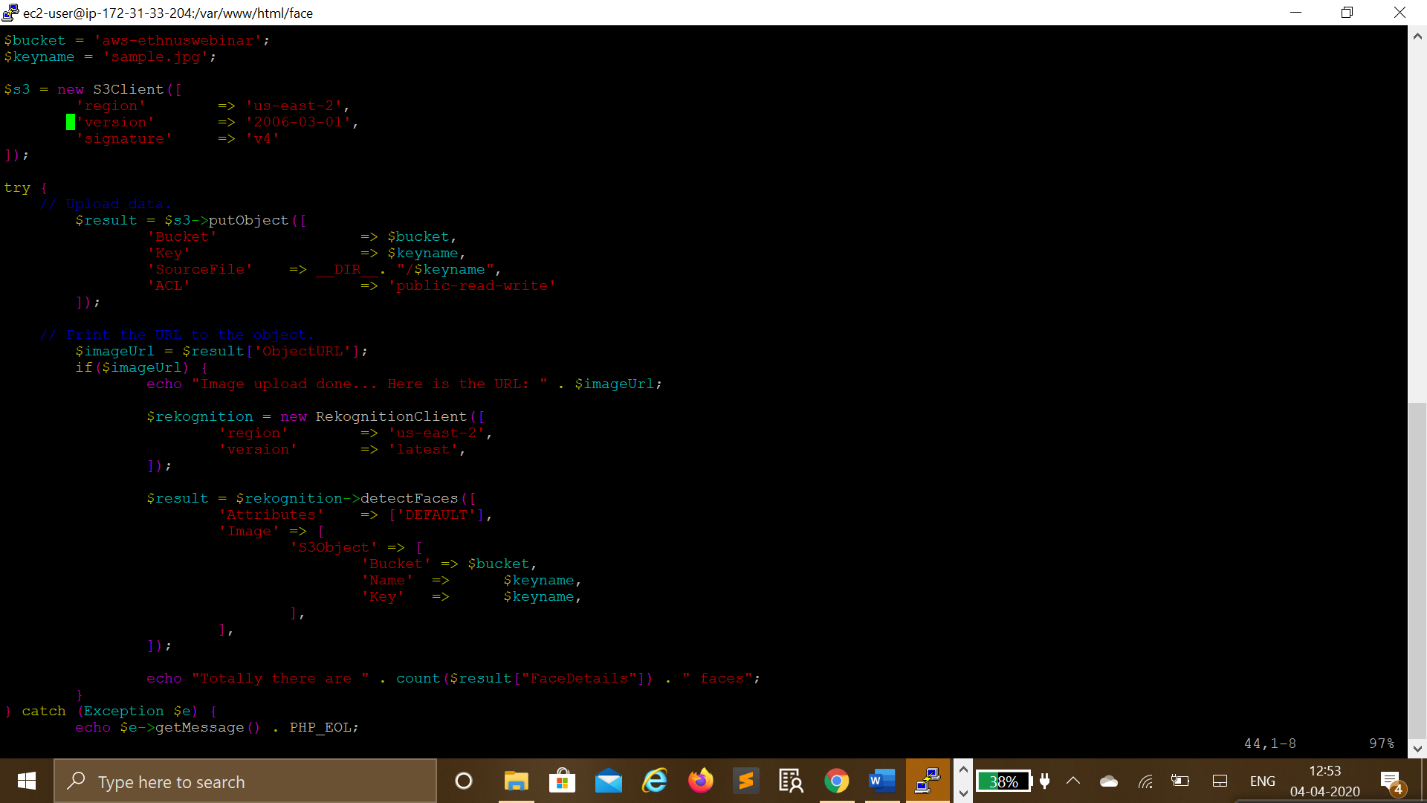 ec2-user@ip-172-31-33-204:/var/www/html/face
$bucket = 'aws-ethnuswebinar';
$keyname = 'sample.jpg';
$s3 = new S3Client([
'region' => 'us-east-2',
'version' => '2006-03-01',
'signature' => 'v4'
]);
try {
// Upload data.
$result = $s3->putObject([
'Bucket' => $bucket,
'Key' => $keyname,
'SourceFile' => __DIR__. "/$keyname",
'ACL' => 'public-read-write'
]);
// Print the URL to the object.
$imageUrl = $result['ObjectURL'];
if($imageUrl) {
echo "Image upload done... Here is the URL: " . $imageUrl;
$rekognition = new RekognitionClient([
'region' => 'us-east-2',
'version' => 'latest',
]);
$result = $rekognition->detectFaces([
'Attributes' => ['DEFAULT'],
'Image' => [
'S3Object' => [
'Bucket' => $bucket,
'Name' => $keyname,
'Key' => $keyname,
],
],
]);
echo "Totally there are " . count($result["FaceDetails"]) . " faces";
}
} catch (Exception $e) {
echo $e->getMessage() . PHP_EOL;
44,1-8 97%
Type here to search
38%
ENG
12:53
04-04-2020
4